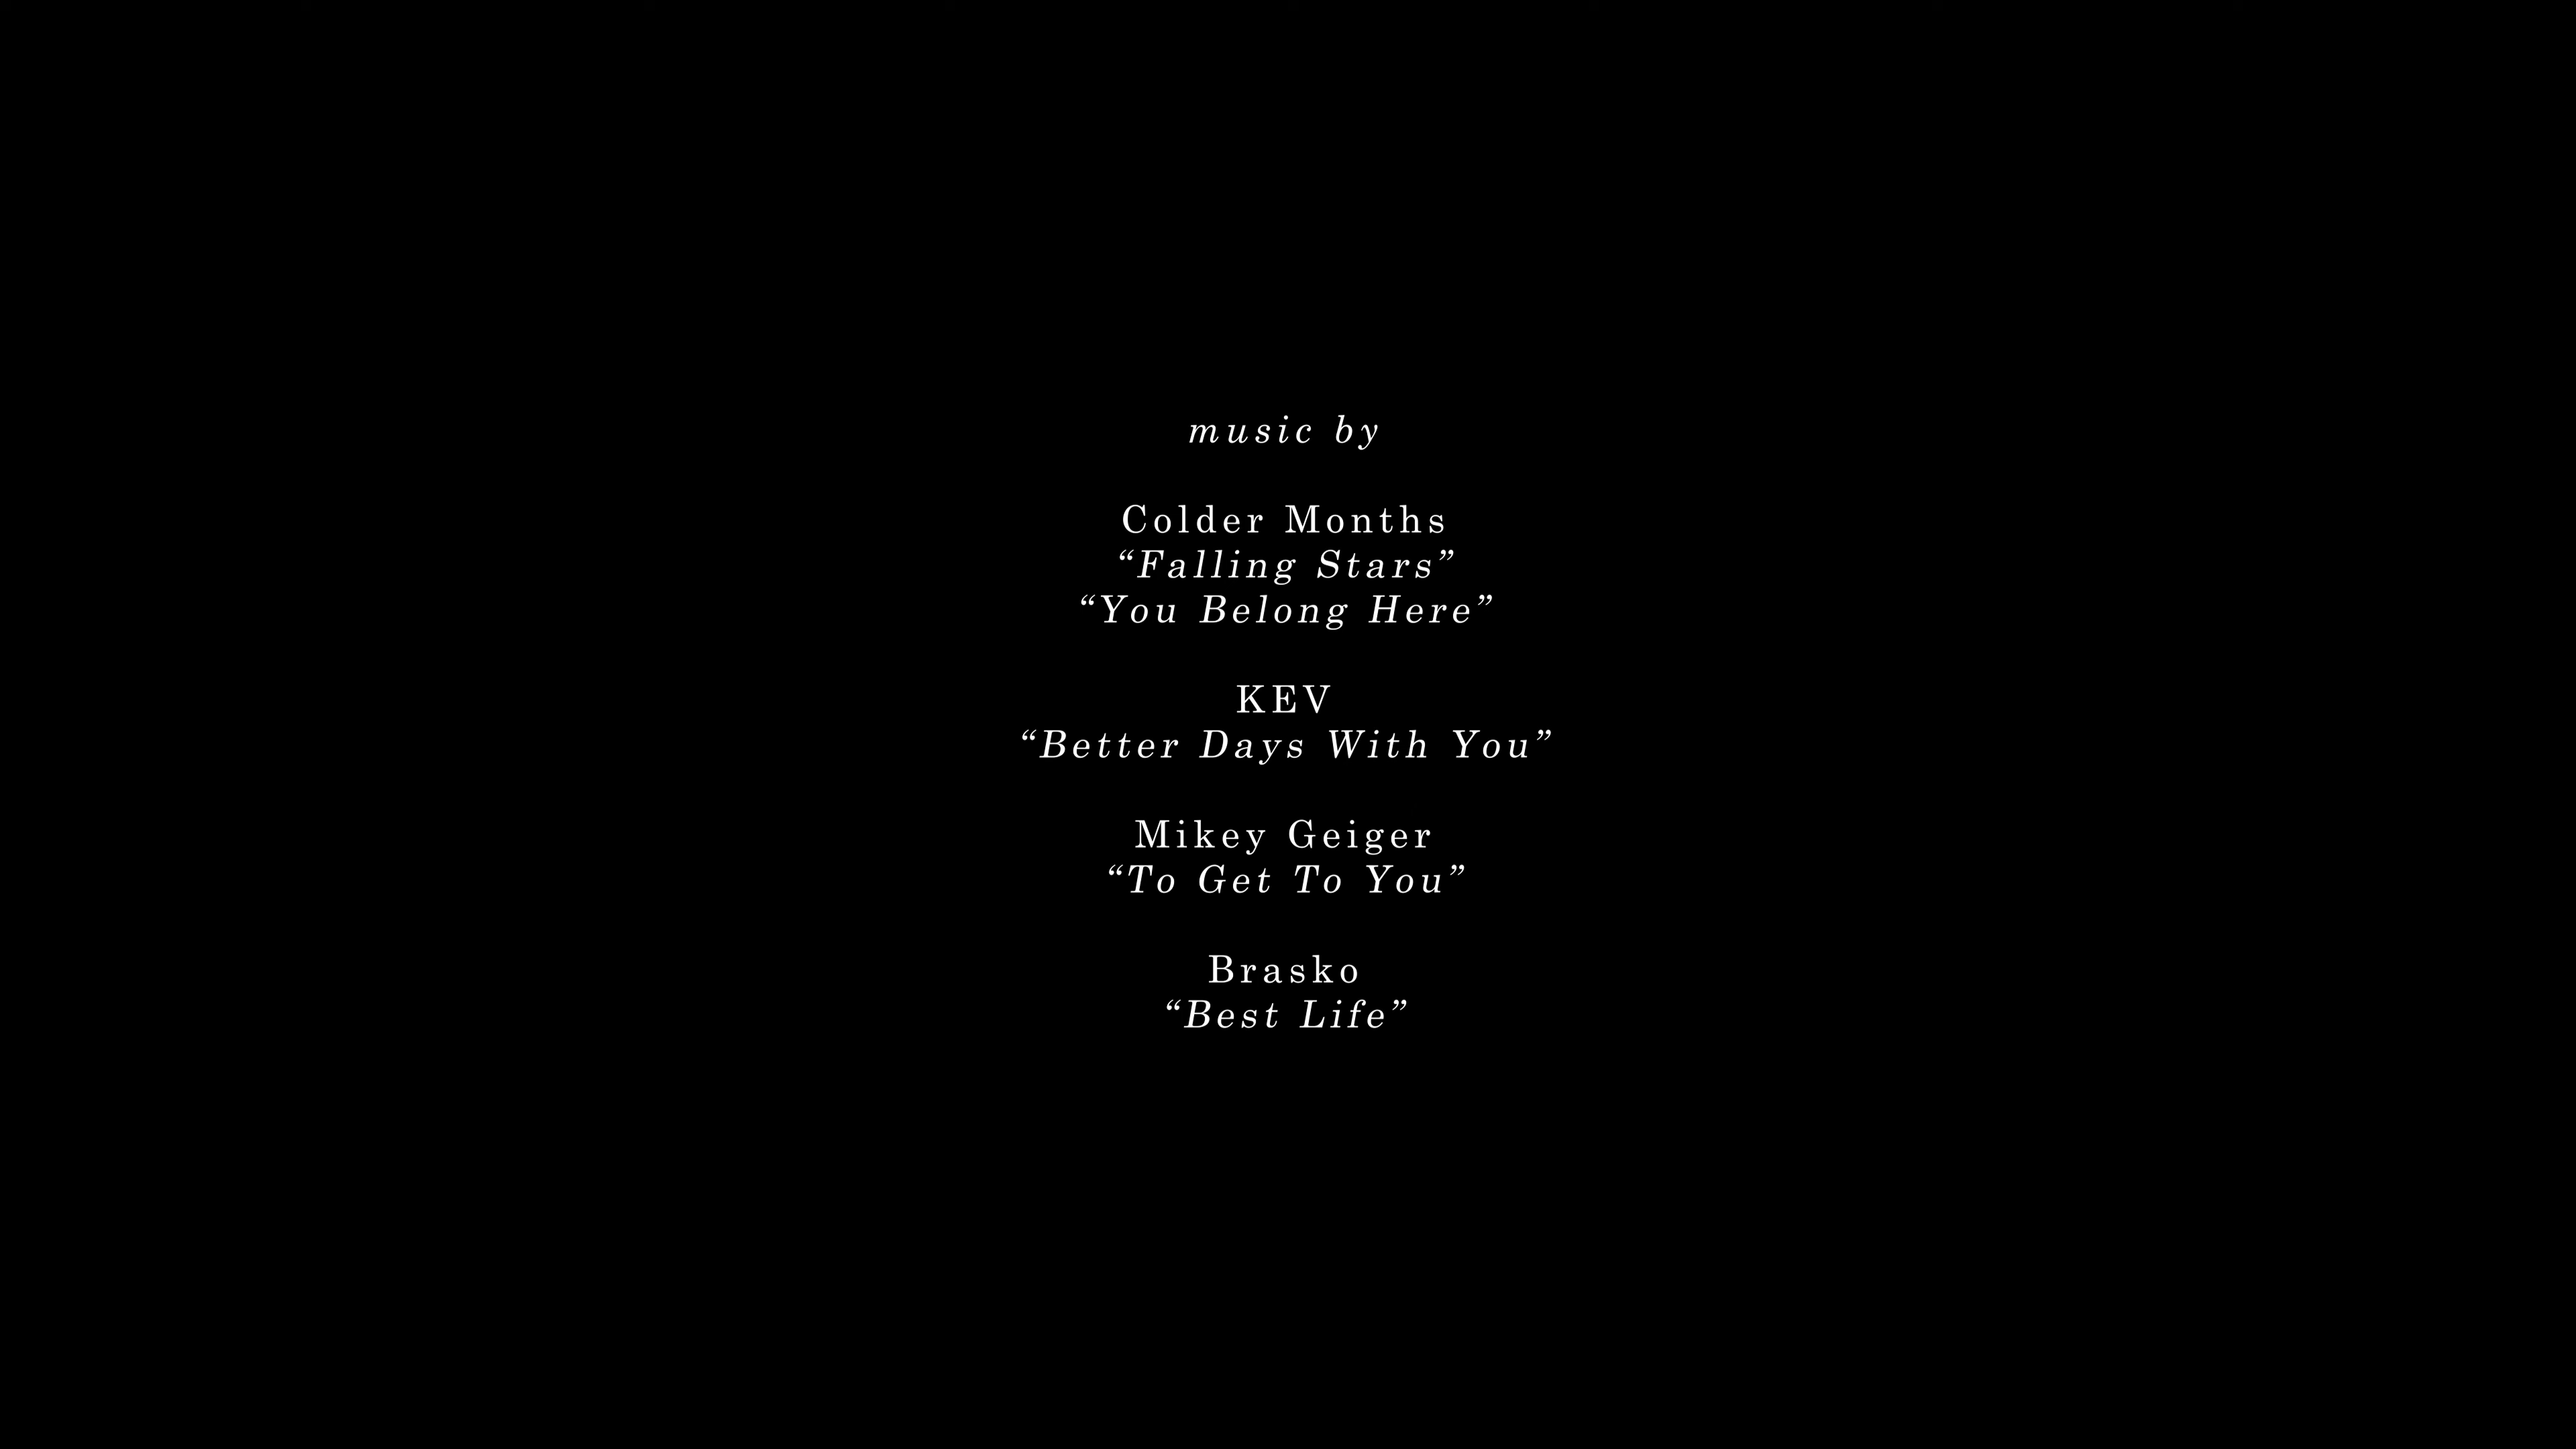 music by
Colder Months
“Falling Stars”
“You Belong Here”
KEV
“Better Days With You”
Mikey Geiger
“To Get To You”
Brasko
“Best Life”